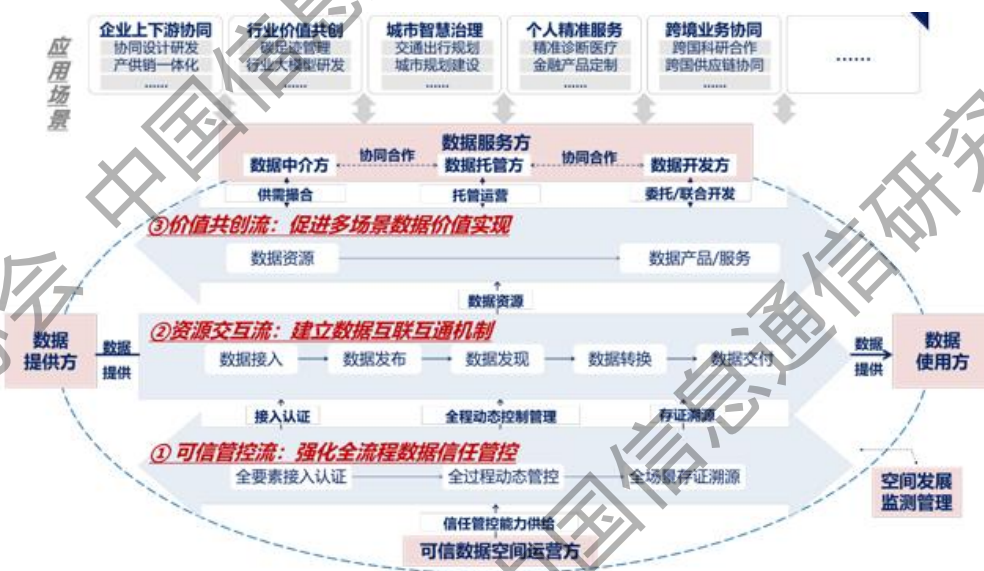 应用场景
企业上下游协同
协同设计研发
产供销一体化
......
行业价值共创
碳足迹管理
行业大模型研发
......
城市智慧治理
交通出行规划
城市规划建设
......
个人精准服务
精准诊断医疗
金融产品定制
......
跨境业务协同
跨国科研合作
跨国供应链协同
......
......
数据服务方
数据中介方
协同合作
数据托管方
协同合作
数据开发方
供需撮合
托管运营
委托/联合开发
③价值共创流：促进多场景数据价值实现
数据资源
数据产品/服务
数据资源
②资源交互流：建立数据互联互通机制
数据
提供方
数据
提供
数据接入
数据发布
数据发现
数据转换
数据交付
数据
提供
数据
使用方
接入认证
全程动态控制管理
存证溯源
①可信管控流：强化全流程数据信任管控
全要素接入认证
全过程动态管控
全场景存证溯源
空间发展
监测管理
信任管控能力供给
可信数据空间运营方
中国信息
中国信息通信研究